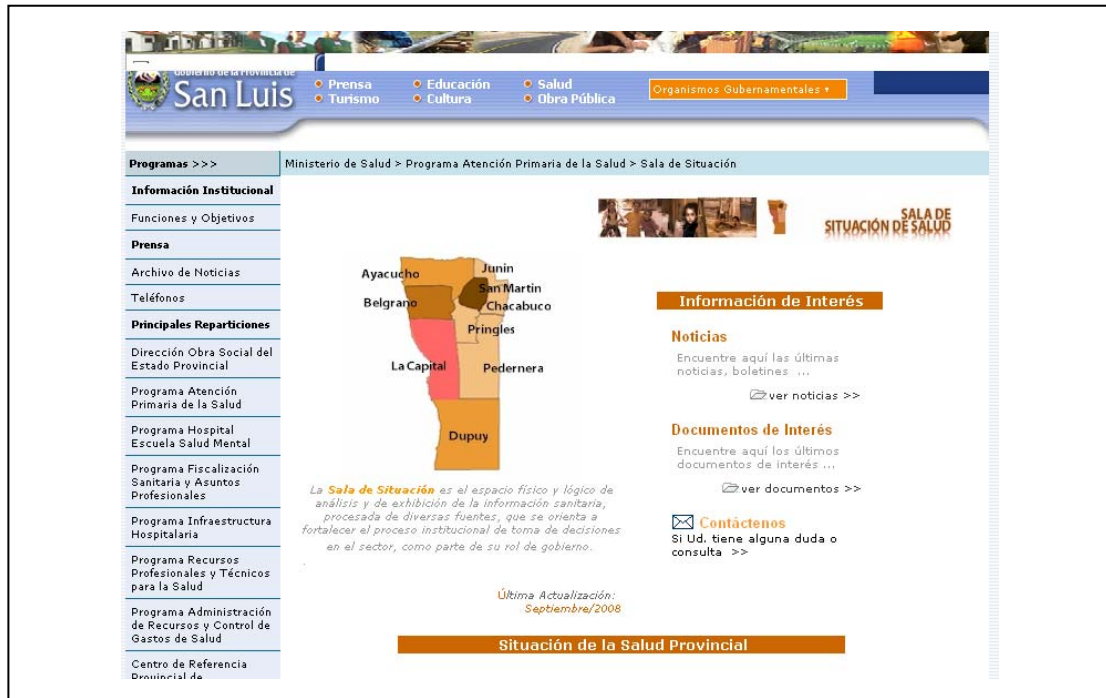 Gobierno de la Provincia de
San Luis
Prensa
Educación
Salud
Turismo
Cultura
Obra Pública
Organismos Gubernamentales
Programas >>>
Ministerio de Salud > Programa Atención Primaria de la Salud > Sala de Situación
Información Institucional
Funciones y Objetivos
Prensa
Archivo de Noticias
Teléfonos
Principales Reparticiones
Dirección Obra Social del
Estado Provincial
Programa Atención
Primaria de la Salud
Programa Hospital
Escuela Salud Mental
Programa Fiscalización
Sanitaria y Asuntos
Profesionales
Programa Infraestructura
Hospitalaria
Programa Recursos
Profesionales y Técnicos
para la Salud
Programa Administración
de Recursos y Control de
Gastos de Salud
Centro de Referencia
Provincial de
SALA DE
SITUACIÓN DE SALUD
Ayacucho
Junin
San Martin
Belgrano
Chacabuco
Pringles
La Capital
Pedernera
Dupuy
La Sala de Situación es el espacio físico y lógico de
análisis y de exhibición de la información sanitaria,
procesada de diversas fuentes, que se orienta a
fortalecer el proceso institucional de toma de decisiones
en el sector, como parte de su rol de gobierno.
.
Última Actualización:
Septiembre/2008
Información de Interés
Noticias
Encuentre aquí las últimas
noticias, boletines ...
ver noticias >>
Documentos de Interés
Encuentre aquí los últimos
documentos de interés ...
ver documentos >>
Contáctenos
Si Ud. tiene alguna duda o
consulta >>
Situación de la Salud Provincial